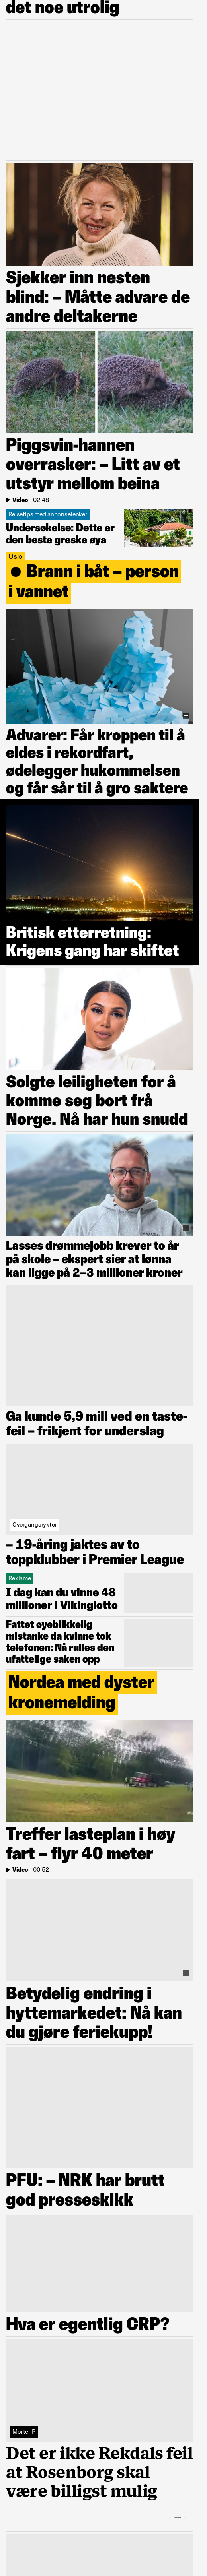 det noe utrolig
Sjekker inn nesten
blind: – Måtte advare de
andre deltakerne
Piggsvin-hannen
overrasker: – Litt av et
utstyr mellom beina
Video | 02:48
Reisetips med annonselenker
Undersøkelse: Dette er
den beste greske øya
Oslo
● Brann i båt – person
i vannet
Advarer: Får kroppen til å
eldes i rekordfart,
ødelegger hukommelsen
og får sår til å gro saktere
Britisk etterretning:
Krigens gang har skiftet
Solgte leiligheten for å
komme seg bort frå
Norge. Nå har hun snudd
Lasses drømmejobb krever to år
på skole – ekspert sier at lønna
kan ligge på 2–3 millioner kroner
Ga kunde 5,9 mill ved en taste-
feil – frikjent for underslag
Overgangsrykter
– 19-åring jaktes av to
toppklubber i Premier League
Reklame
I dag kan du vinne 48
millioner i Vikinglotto
Fattet øyeblikkelig
mistanke da kvinne tok
telefonen: Nå rulles den
ufattelige saken opp
Nordea med dyster
kronemelding
Treffer lasteplan i høy
fart – flyr 40 meter
Video | 00:52
Betydelig endring i
hyttemarkedet: Nå kan
du gjøre feriekupp!
PFU: – NRK har brutt
god presseskikk
Hva er egentlig CRP?
MortenP
Det er ikke Rekdals feil
at Rosenborg skal
være billigst mulig